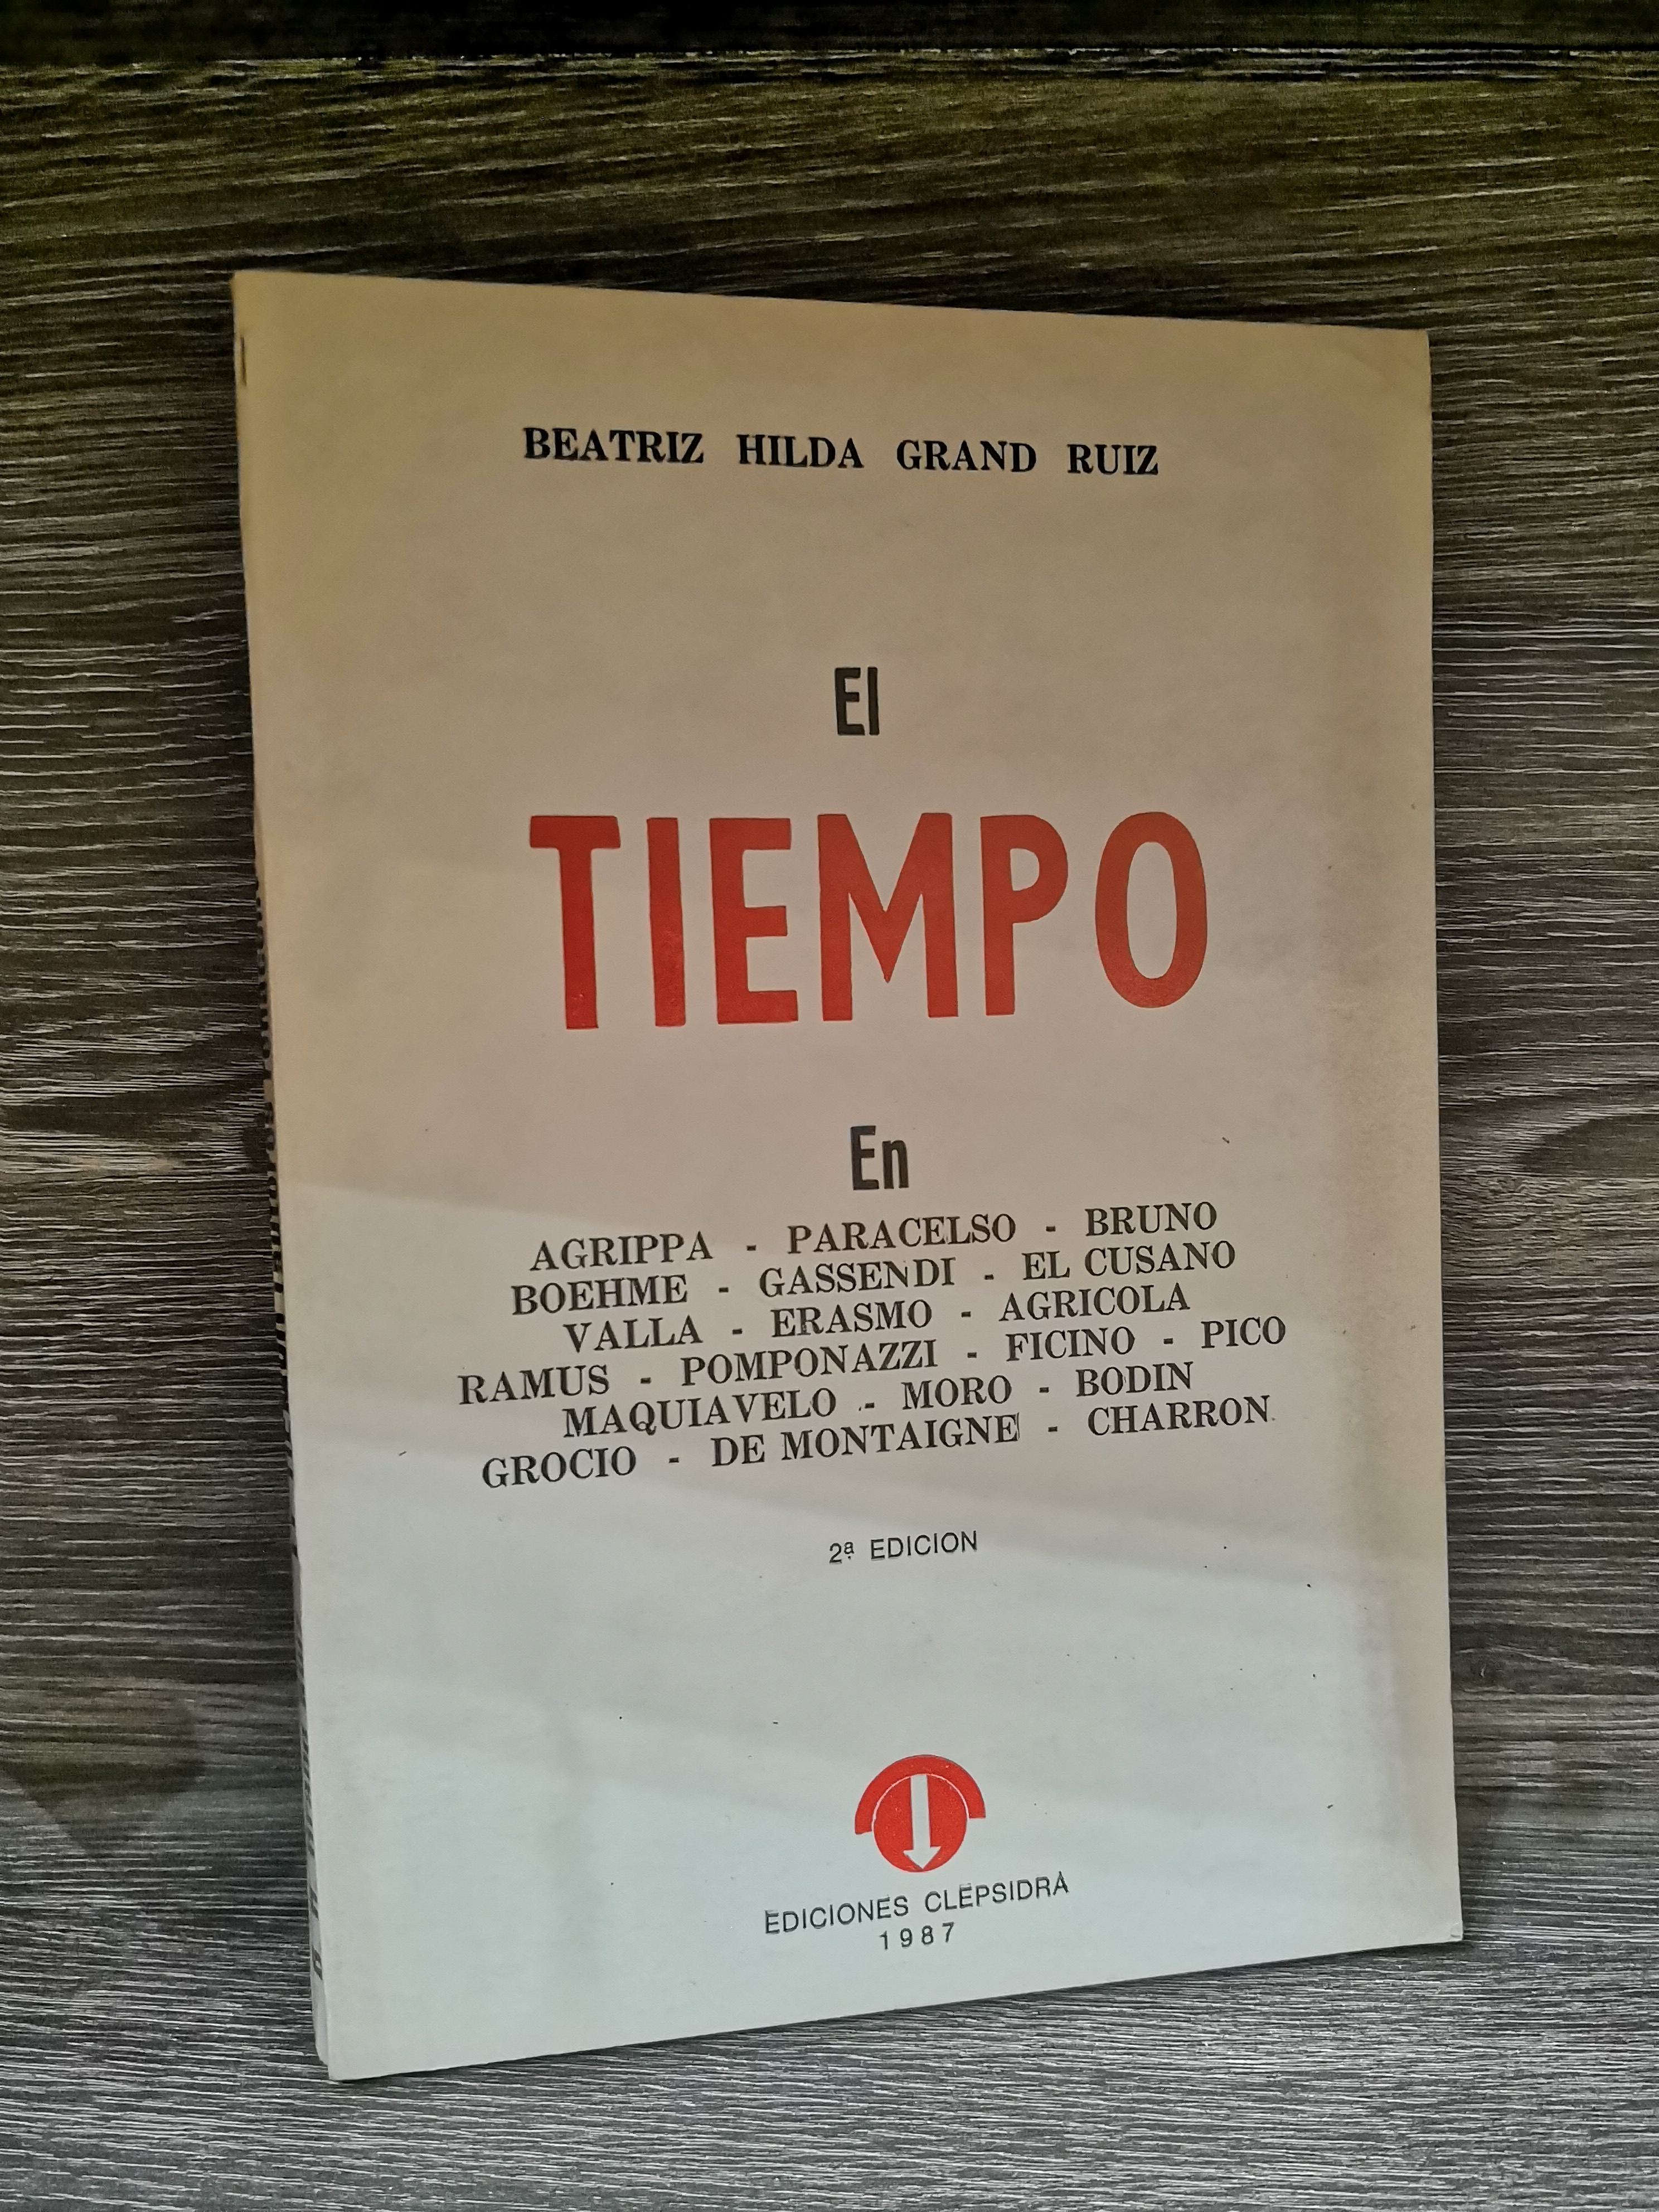 BEATRIZ HILDA GRAND RUIZ
El
TIEMPO
En
AGRIPPA - PARACELSO - BRUNO
BOEHME - GASSENDI - EL CUSANO
VALLA - ERASMO - AGRICOLA
RAMUS - POMPONAZZI - FICINO - PICO
MAQUIAVELO - MORO - BODIN
GROCIO - DE MONTAIGNE - CHARRON
2ª EDICION
EDICIONES CLEPSIDRA
1987